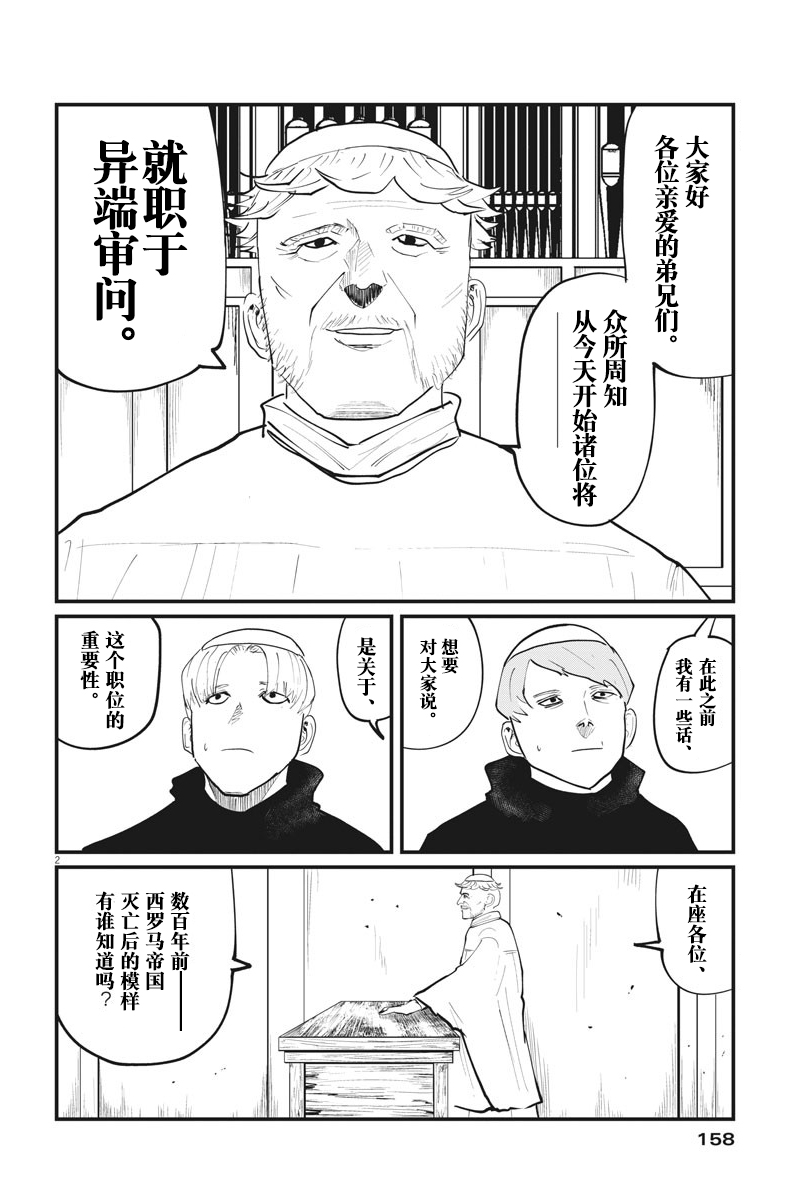 大家好
各位亲爱的弟兄们。
众所周知
从今天开始诸位将
就职于
异端审问。
在此之前
我有一些话、
想要
对大家说。
是关于、
这个职位的
重要性。
2
在座各位、
数百年前——
西罗马帝国
灭亡后的模样
有谁知道吗？
158